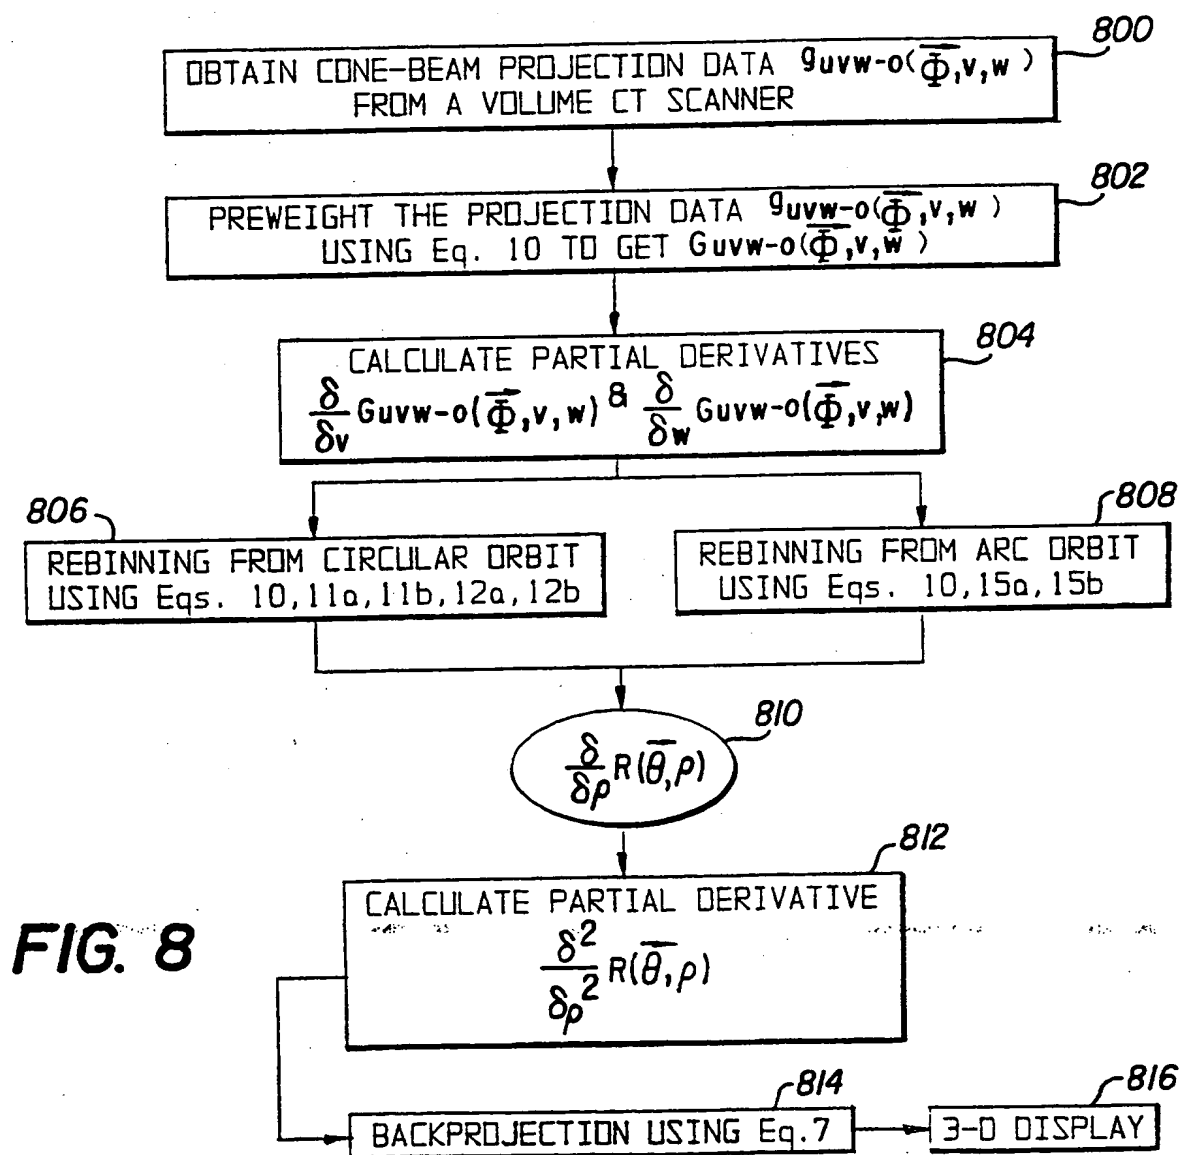 800
OBTAIN CONE-BEAM PROJECTION DATA guvw-o(Φ⃗,v,w)
FROM A VOLUME CT SCANNER
802
PREWEIGHT THE PROJECTION DATA guvw-o(Φ⃗,v,w)
USING Eq. 10 TO GET Guvw-o(Φ⃗,v,w)
804
CALCULATE PARTIAL DERIVATIVES
δ/δv Guvw-o(Φ⃗,v,w) & δ/δw Guvw-o(Φ⃗,v,w)
806
REBINNING FROM CIRCULAR ORBIT
USING Eqs. 10,11a,11b,12a,12b
808
REBINNING FROM ARC ORBIT
USING Eqs. 10,15a,15b
810
δ/δρ R(θ⃗,ρ)
812
CALCULATE PARTIAL DERIVATIVE
δ²/δρ² R(θ⃗,ρ)
FIG. 8
814
BACKPROJECTION USING Eq.7
816
3-D DISPLAY